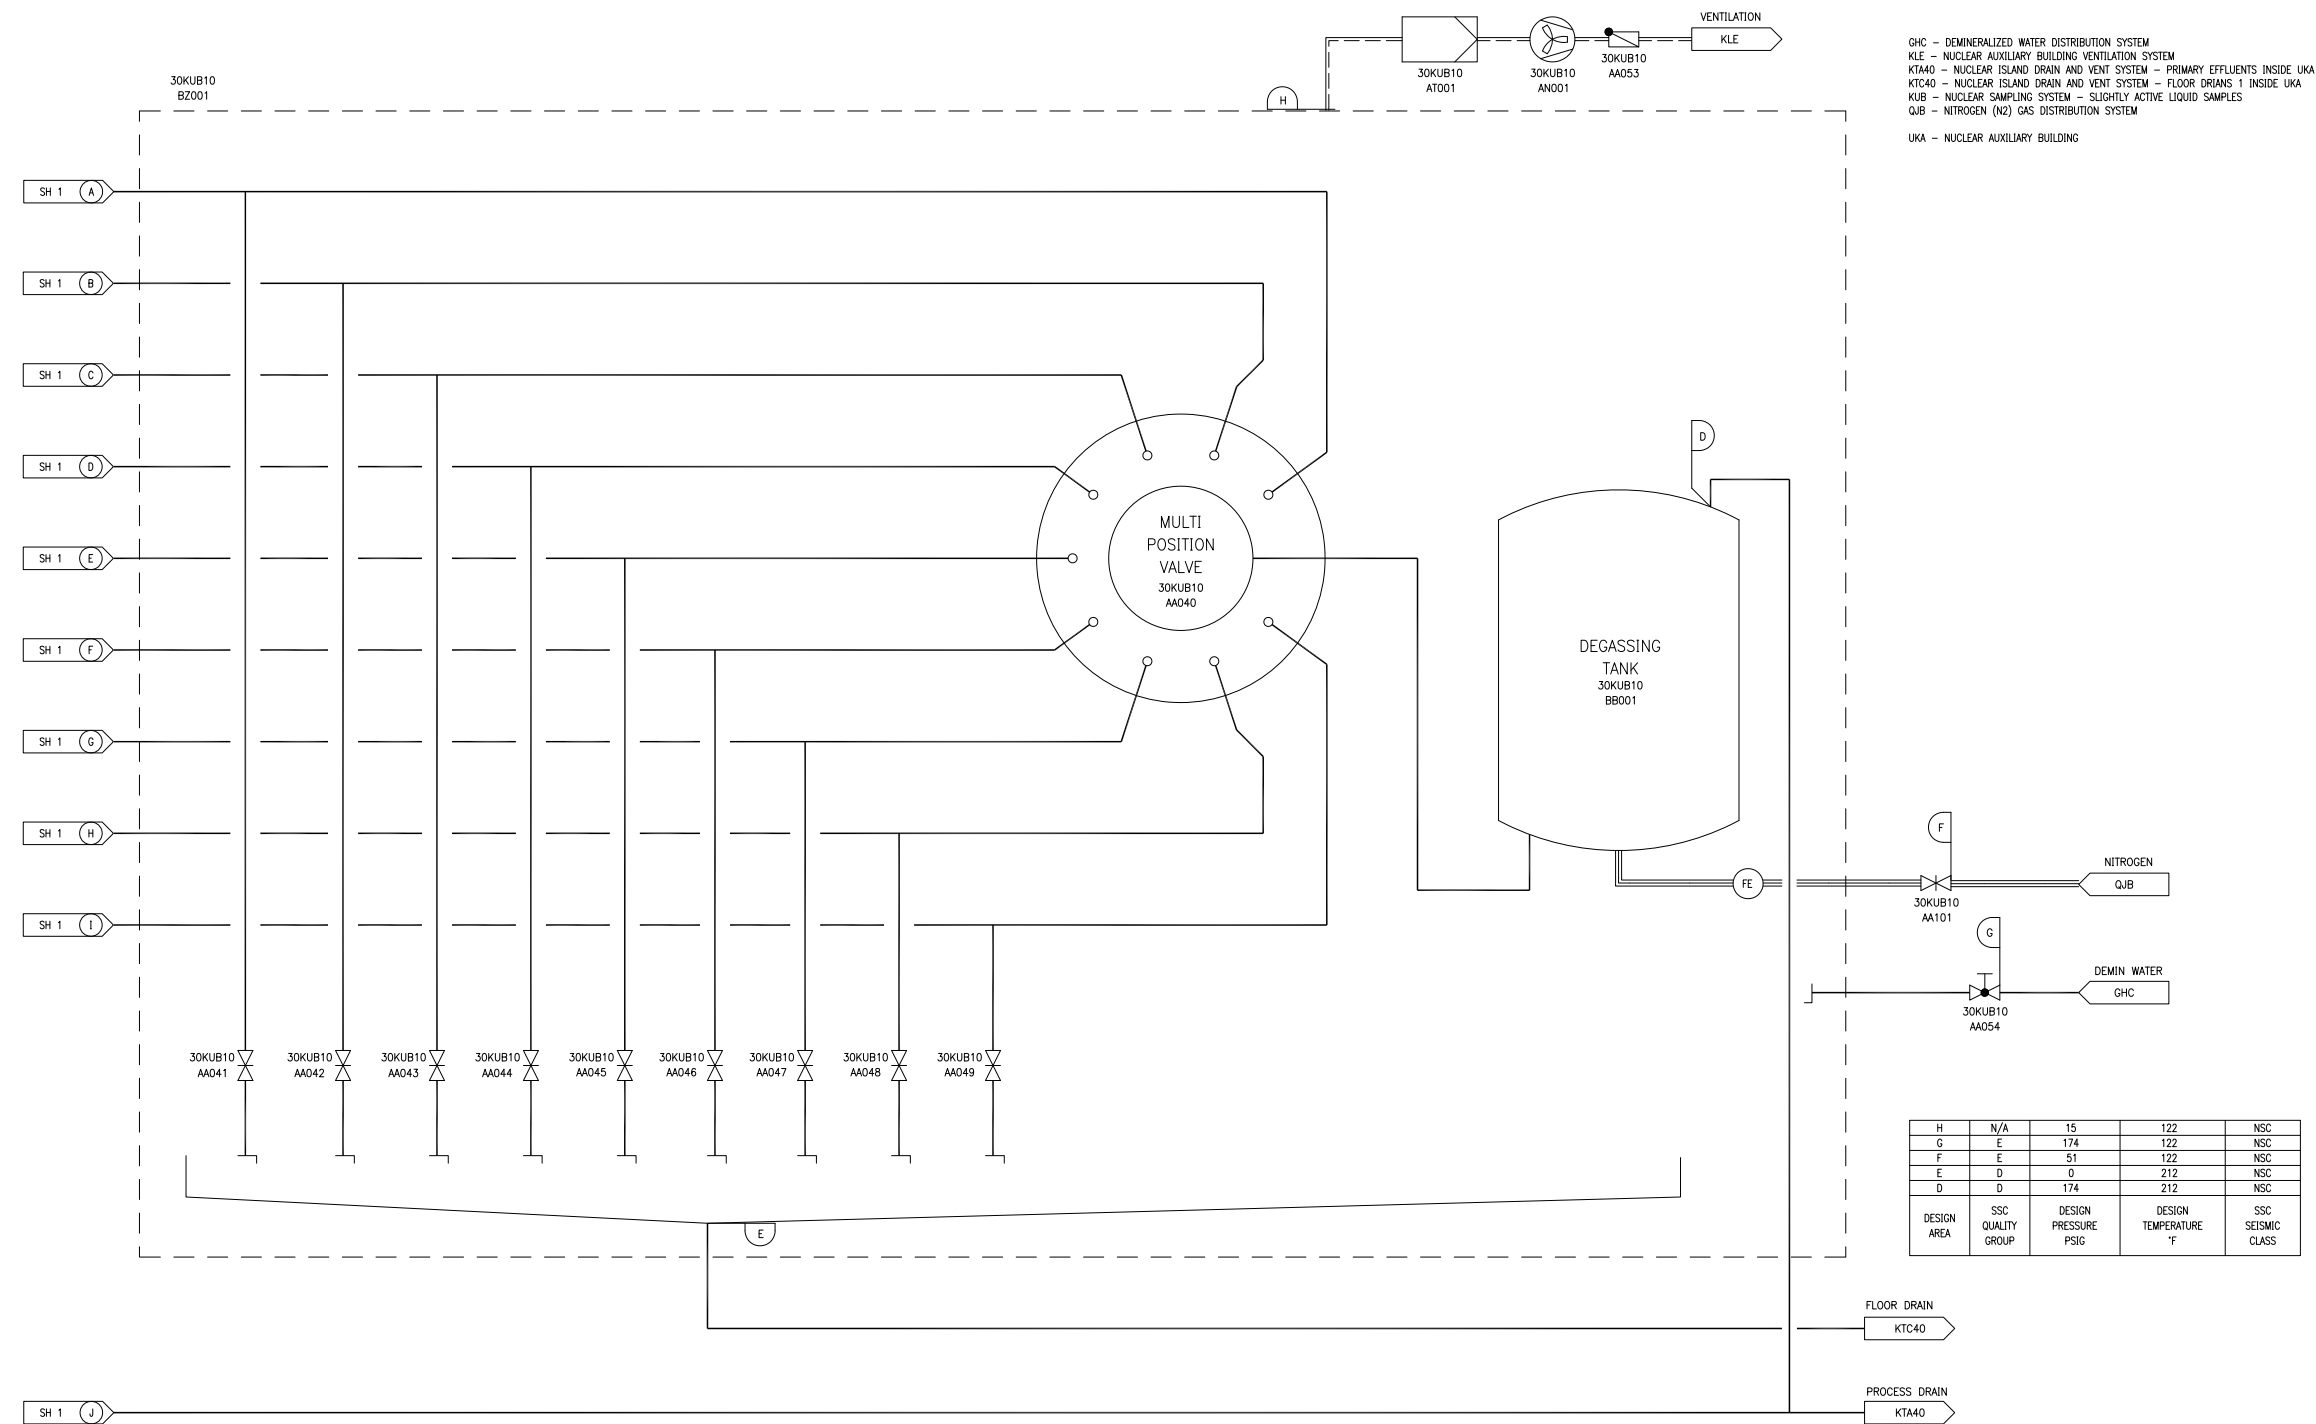 VENTILATION
KLE
30KUB10
AT001
30KUB10
AN001
30KUB10
AA053
H
GHC – DEMINERALIZED WATER DISTRIBUTION SYSTEM
KLE – NUCLEAR AUXILIARY BUILDING VENTILATION SYSTEM
KTA40 – NUCLEAR ISLAND DRAIN AND VENT SYSTEM – PRIMARY EFFLUENTS INSIDE UKA
KTC40 – NUCLEAR ISLAND DRAIN AND VENT SYSTEM – FLOOR DRIANS 1 INSIDE UKA
KUB – NUCLEAR SAMPLING SYSTEM – SLIGHTLY ACTIVE LIQUID SAMPLES
QJB – NITROGEN (N2) GAS DISTRIBUTION SYSTEM
UKA – NUCLEAR AUXILIARY BUILDING
30KUB10
BZ001
SH 1 A
SH 1 B
SH 1 C
SH 1 D
SH 1 E
SH 1 F
SH 1 G
SH 1 H
SH 1 I
MULTI
POSITION
VALVE
30KUB10
AA040
D
DEGASSING
TANK
30KUB10
BB001
FE
F
30KUB10
AA101
NITROGEN
QJB
G
30KUB10
AA054
DEMIN WATER
GHC
30KUB10
AA041
30KUB10
AA042
30KUB10
AA043
30KUB10
AA044
30KUB10
AA045
30KUB10
AA046
30KUB10
AA047
30KUB10
AA048
30KUB10
AA049
E
H N/A 15 122 NSC
G E 174 122 NSC
F E 51 122 NSC
E D 0 212 NSC
D D 174 212 NSC
DESIGN
AREA
SSC
QUALITY
GROUP
DESIGN
PRESSURE
PSIG
DESIGN
TEMPERATURE
°F
SSC
SEISMIC
CLASS
FLOOR DRAIN
KTC40
SH 1 J
PROCESS DRAIN
KTA40